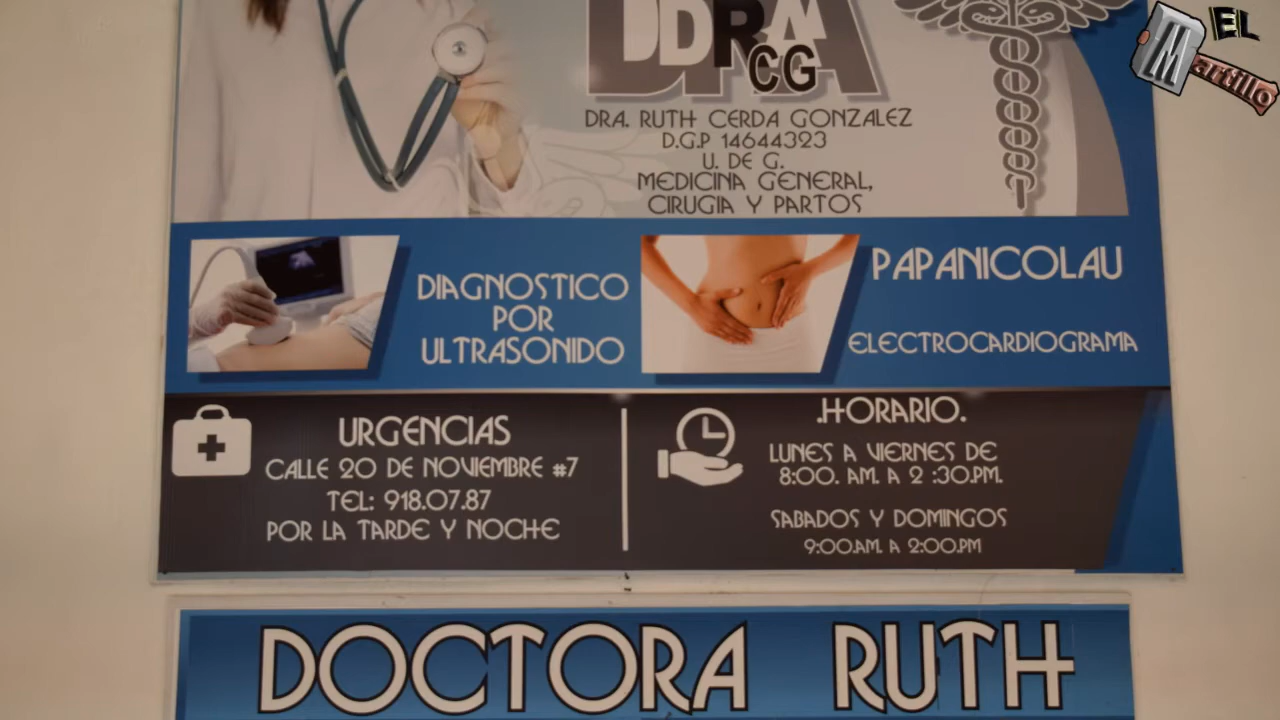 EL
Martillo
DDRA
CG
DRA. RUTH CERDA GONZALEZ
D.G.P 14644323
U. DE G.
MEDICINA GENERAL,
CIRUGIA Y PARTOS
DIAGNOSTICO
POR
ULTRASONIDO
PAPANICOLAU
ELECTROCARDIOGRAMA
URGENCIAS
CALLE 20 DE NOVIEMBRE #7
TEL: 918.07.87
POR LA TARDE Y NOCHE
.HORARIO.
LUNES A VIERNES DE
8:00. AM. A 2 :30.PM.
SABADOS Y DOMINGOS
9:00.AM. A 2:00.PM
DOCTORA RUTH